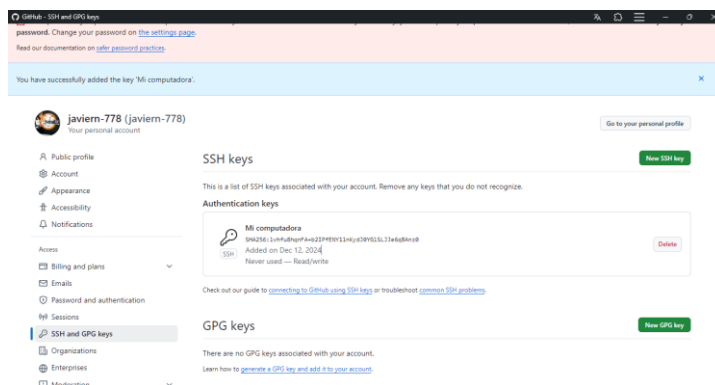 GitHub - SSH and GPG keys
password. Change your password on the settings page.
Read our documentation on safer password practices.
You have successfully added the key 'Mi computadora'.
javiern-778 (javiern-778)
Your personal account
Go to your personal profile
Public profile
Account
Appearance
Accessibility
Notifications
Access
Billing and plans
Emails
Password and authentication
Sessions
SSH and GPG keys
Organizations
Enterprises
Moderation
SSH keys
New SSH key
This is a list of SSH keys associated with your account. Remove any keys that you do not recognize.
Authentication keys
Mi computadora
SSH
Added on Dec 12, 2024
Never used — Read/write
Delete
Check out our guide to connecting to GitHub using SSH keys or troubleshoot common SSH problems.
GPG keys
New GPG key
There are no GPG keys associated with your account.
Learn how to generate a GPG key and add it to your account.